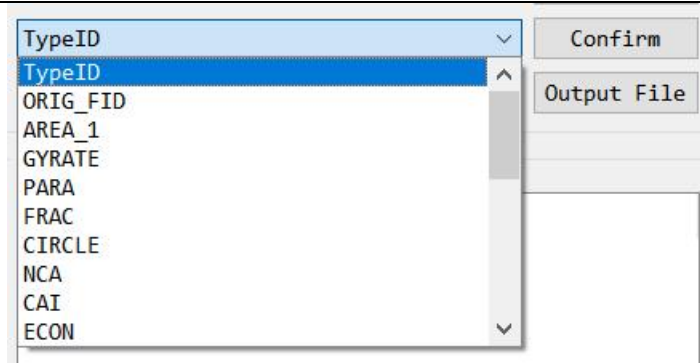 TypeID
Confirm
TypeID
Output File
ORIG_FID
AREA_1
GYRATE
PARA
FRAC
CIRCLE
NCA
CAI
ECON